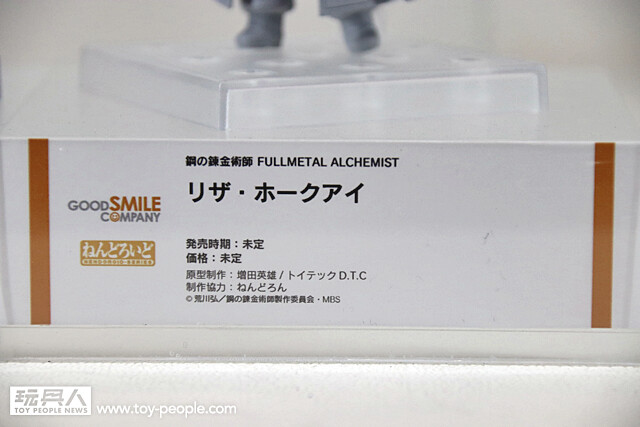 鋼の錬金術師 FULLMETAL ALCHEMIST
リザ・ホークアイ
GOOD SMILE
COMPANY
ねんどろいど
NENDOROID SERIES
発売時期：未定
価格：未定
原型制作：増田英雄 / トイテック D.T.C
制作協力：ねんどろん
© 荒川弘／鋼の錬金術師製作委員会・MBS
玩具人
TOY PEOPLE NEWS
www.toy-people.com